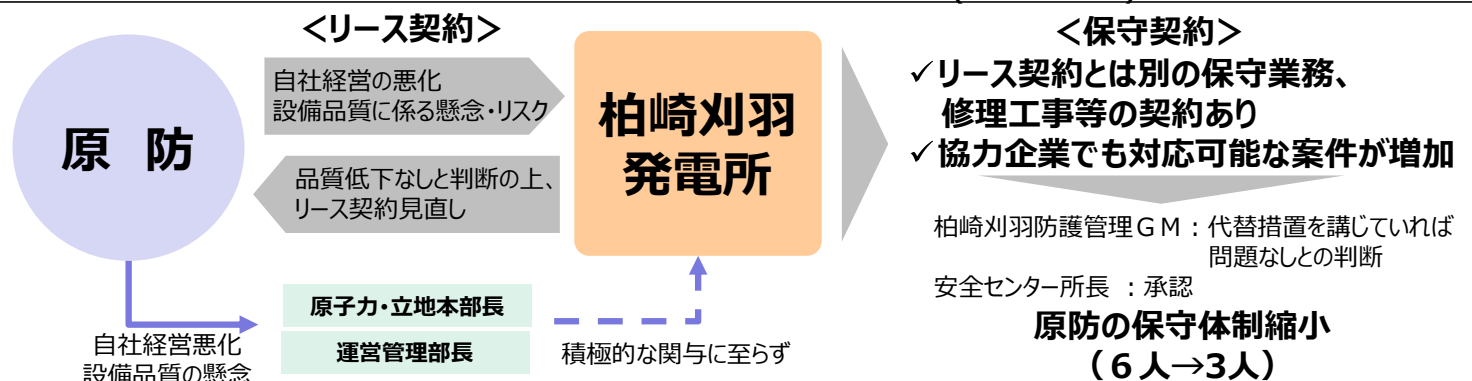 <リース契約>
自社経営の悪化
設備品質に係る懸念・リスク
原 防
品質低下なしと判断の上、
リース契約見直し
柏崎刈羽
発電所
原子力・立地本部長
運営管理部長
自社経営悪化
設備品質の懸念
積極的な関与に至らず
<保守契約>
✓リース契約とは別の保守業務、
修理工事等の契約あり
✓協力企業でも対応可能な案件が増加
柏崎刈羽防護管理GM:代替措置を講じていれば
問題なしとの判断
安全センター所長 :承認
原防の保守体制縮小
(6人→3人)